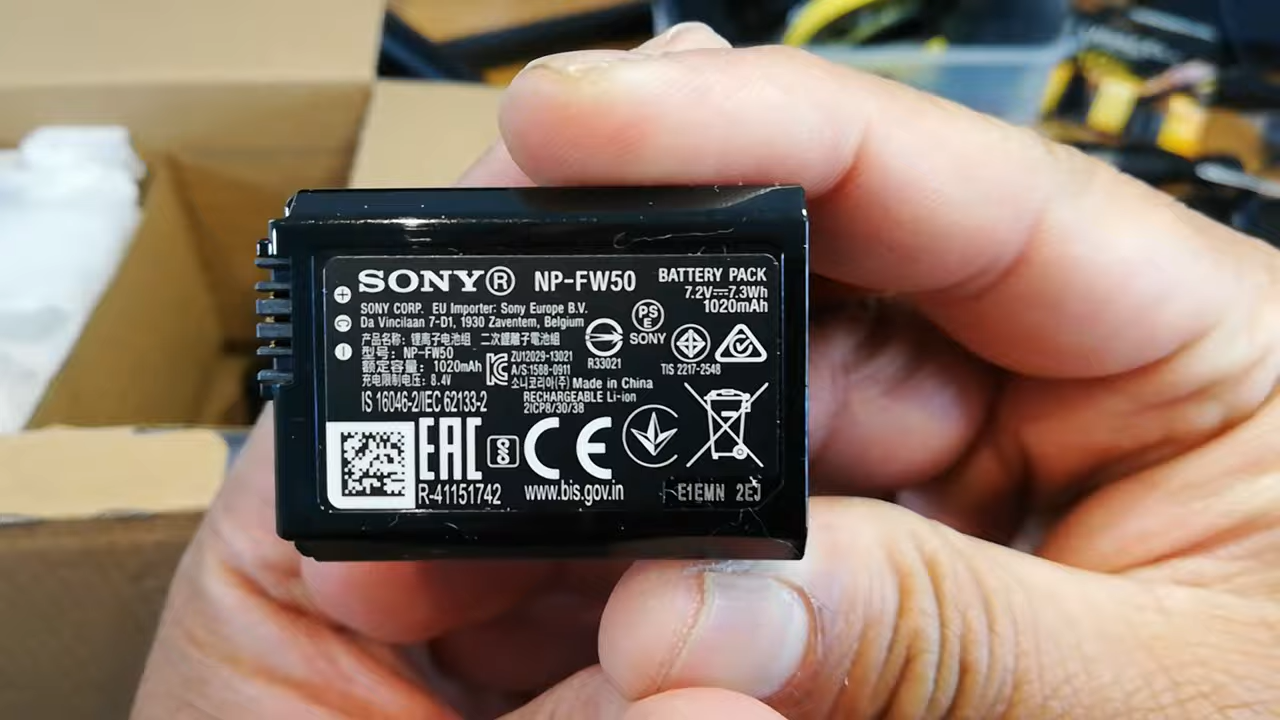 SONY® NP-FW50 BATTERY PACK
7.2V⎓7.3Wh
1020mAh
SONY CORP. EU Importer: Sony Europe B.V.
Da Vincilaan 7-D1, 1930 Zaventem, Belgium
产品名称：锂离子电池组 二次鋰離子電池組
型号：NP-FW50
额定容量：1020mAh
充电限制电压：8.4V
PS
E
SONY
R33021
TIS 2217-2548
ZU12029-13021
A/S:1588-0911
소니코리아(주) Made in China
RECHARGEABLE Li-ion
2ICP8/30/38
IS 16046-2/IEC 62133-2
EAC
CE
R-41151742
www.bis.gov.in
E1EMN 2EJ